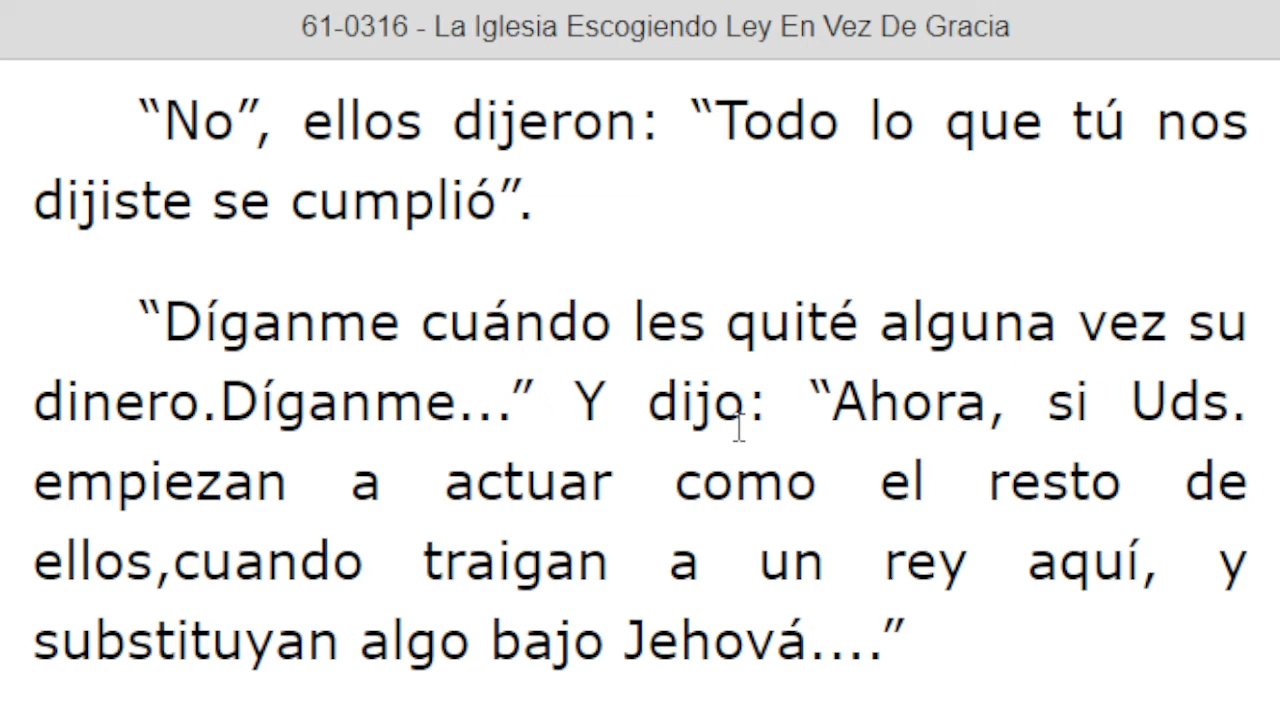 61-0316 - La Iglesia Escogiendo Ley En Vez De Gracia
“No”, ellos dijeron: “Todo lo que tú nos
dijiste se cumplió”.
“Díganme cuándo les quité alguna vez su
dinero.Díganme...” Y dijo: “Ahora, si Uds.
empiezan a actuar como el resto de
ellos,cuando traigan a un rey aquí, y
substituyan algo bajo Jehová....”